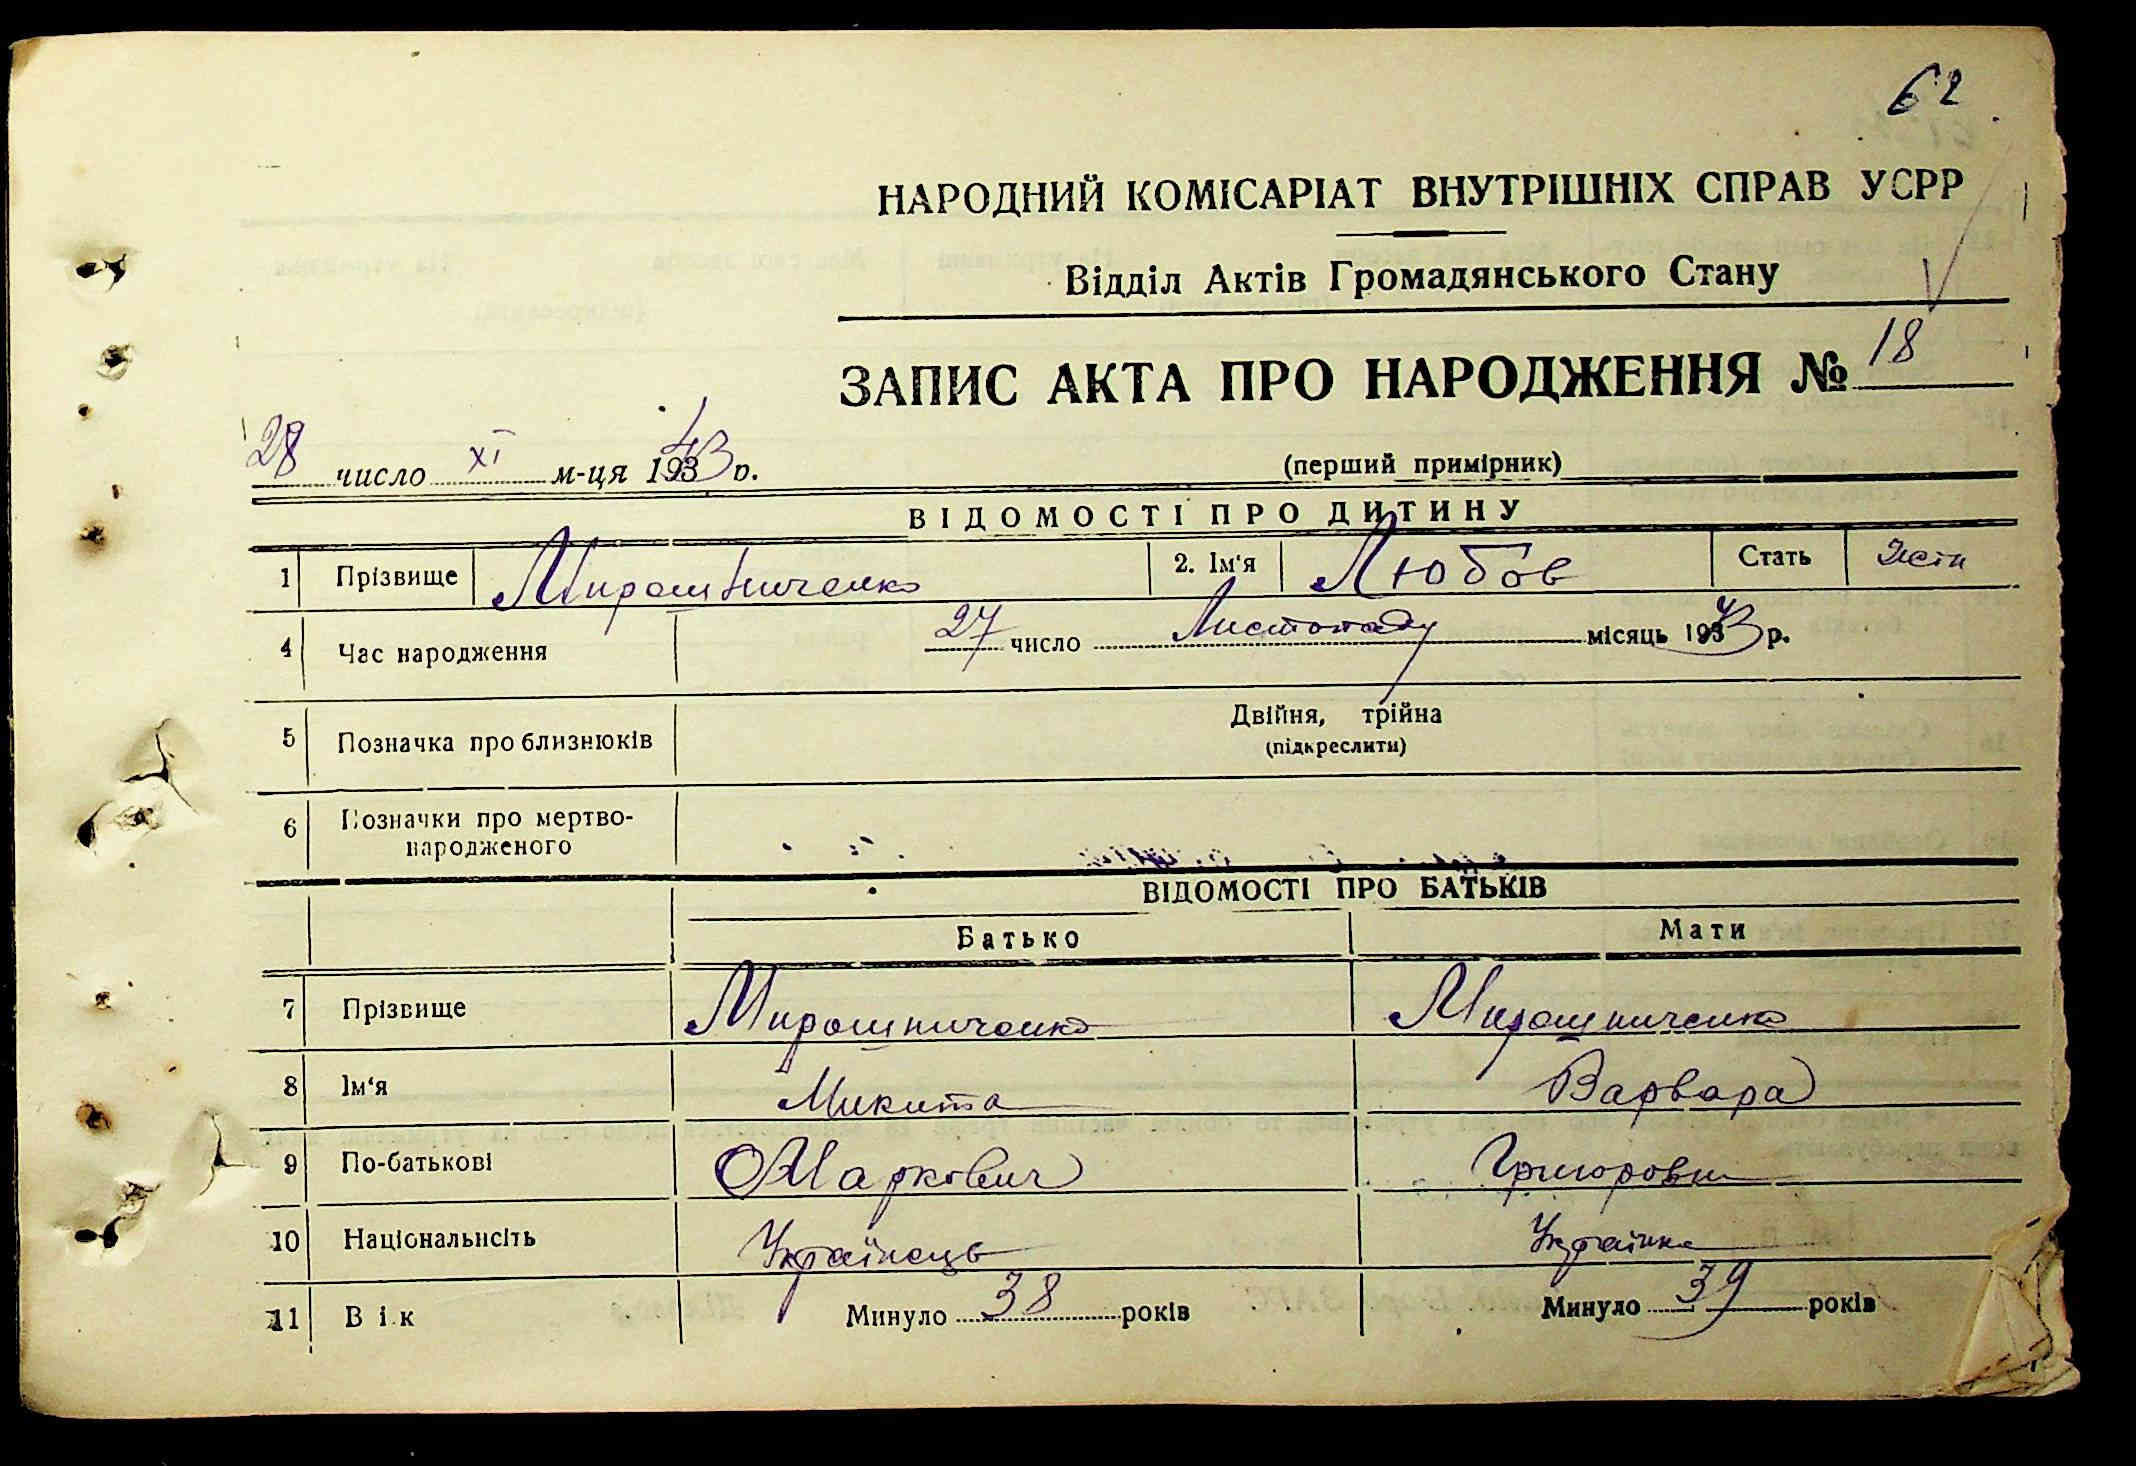 62
НАРОДНИЙ КОМІСАРІАТ ВНУТРІШНІХ СПРАВ УСРР
Відділ Актів Громадянського Стану
ЗАПИС АКТА ПРО НАРОДЖЕННЯ № 18
28 число XI м-ця 1943 р.
(перший примірник)
ВІДОМОСТІ ПРО ДИТИНУ
1 Прізвище Мирошниченко 2. Ім'я Любов Стать
4 Час народження 27 число Листопаду місяць 1943 р.
5 Позначка про близнюків Двійня, трійна
(підкреслити)
6 Позначки про мертво-
народженого
ВІДОМОСТІ ПРО БАТЬКІВ
Батько Мати
7 Прізвище Мирошниченко Мирошниченко
8 Ім'я Микита Варвара
9 По-батькові Маркович Григоровн
10 Національність Українець Українка
11 Вік Минуло 38 років Минуло 39 років